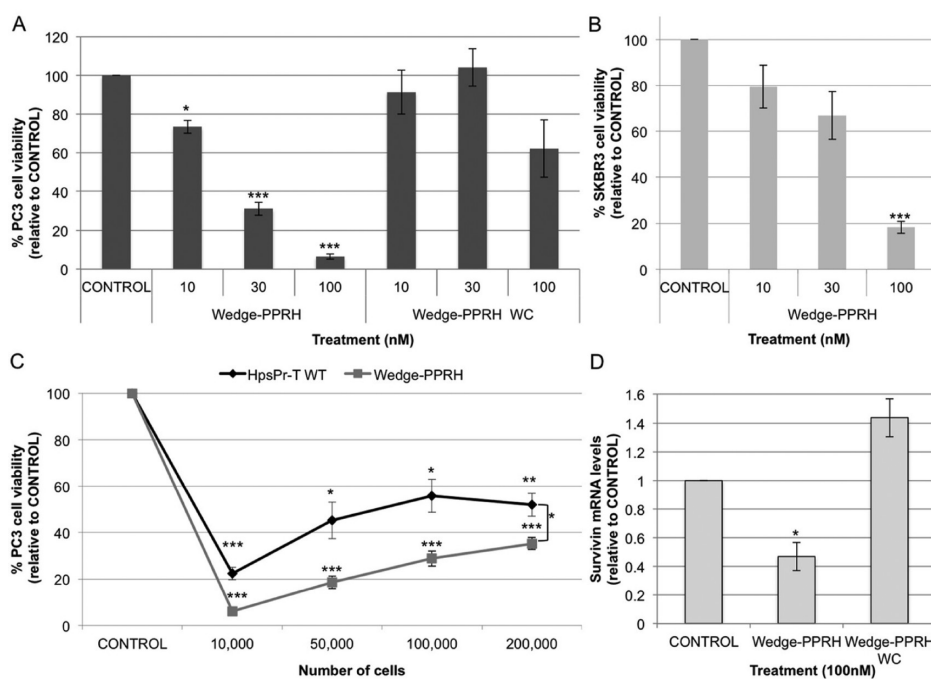 A
% PC3 cell viability
(relative to CONTROL)
120
100
80
60
40
20
0
*
***
***
CONTROL 10 30 100 10 30 100
Wedge-PPRH Wedge-PPRH WC
Treatment (nM)
B
% SKBR3 cell viability
(relative to CONTROL)
100
80
60
40
20
0
***
CONTROL 10 30 100
Wedge-PPRH
Treatment (nM)
C
HpsPr-T WT Wedge-PPRH
% PC3 cell viability
(relative to CONTROL)
100
80
60
40
20
0
*** * * **
*
*** *** *** ***
CONTROL 10,000 50,000 100,000 200,000
Number of cells
D
Survivin mRNA levels
(relative to CONTROL)
1.6
1.4
1.2
1
0.8
0.6
0.4
0.2
0
*
CONTROL Wedge-PPRH Wedge-PPRH
WC
Treatment (100nM)